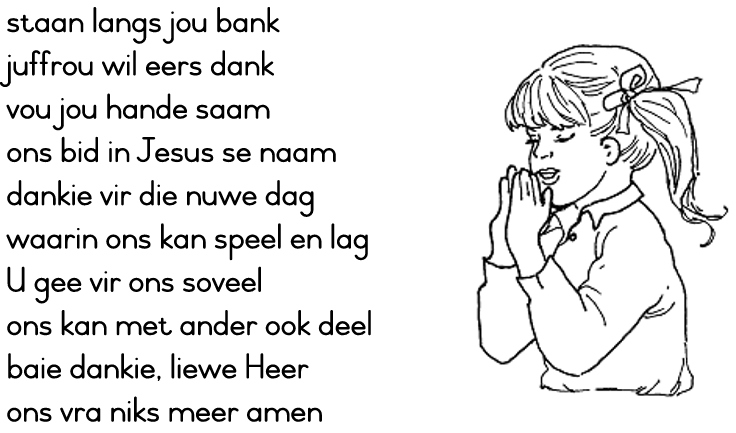 staan langs jou bank
juffrou wil eers dank
vou jou hande saam
ons bid in Jesus se naam
dankie vir die nuwe dag
waarin ons kan speel en lag
U gee vir ons soveel
ons kan met ander ook deel
baie dankie, liewe Heer
ons vra niks meer amen